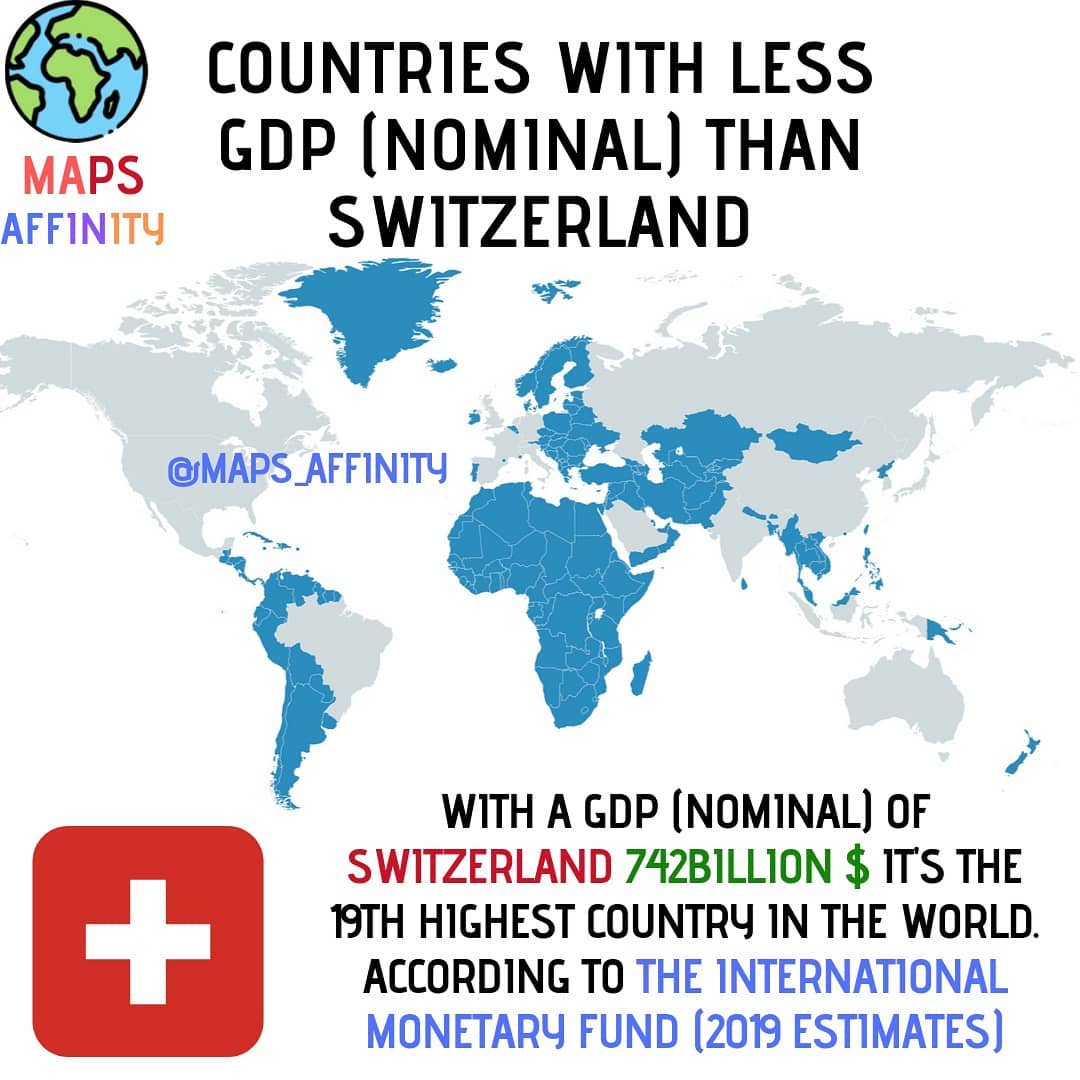 MAPS
AFFINITY
COUNTRIES WITH LESS
GDP (NOMINAL) THAN
SWITZERLAND
@MAPS_AFFINITY
WITH A GDP (NOMINAL) OF
SWITZERLAND 742BILLION $ IT'S THE
19TH HIGHEST COUNTRY IN THE WORLD.
ACCORDING TO THE INTERNATIONAL
MONETARY FUND (2019 ESTIMATES)